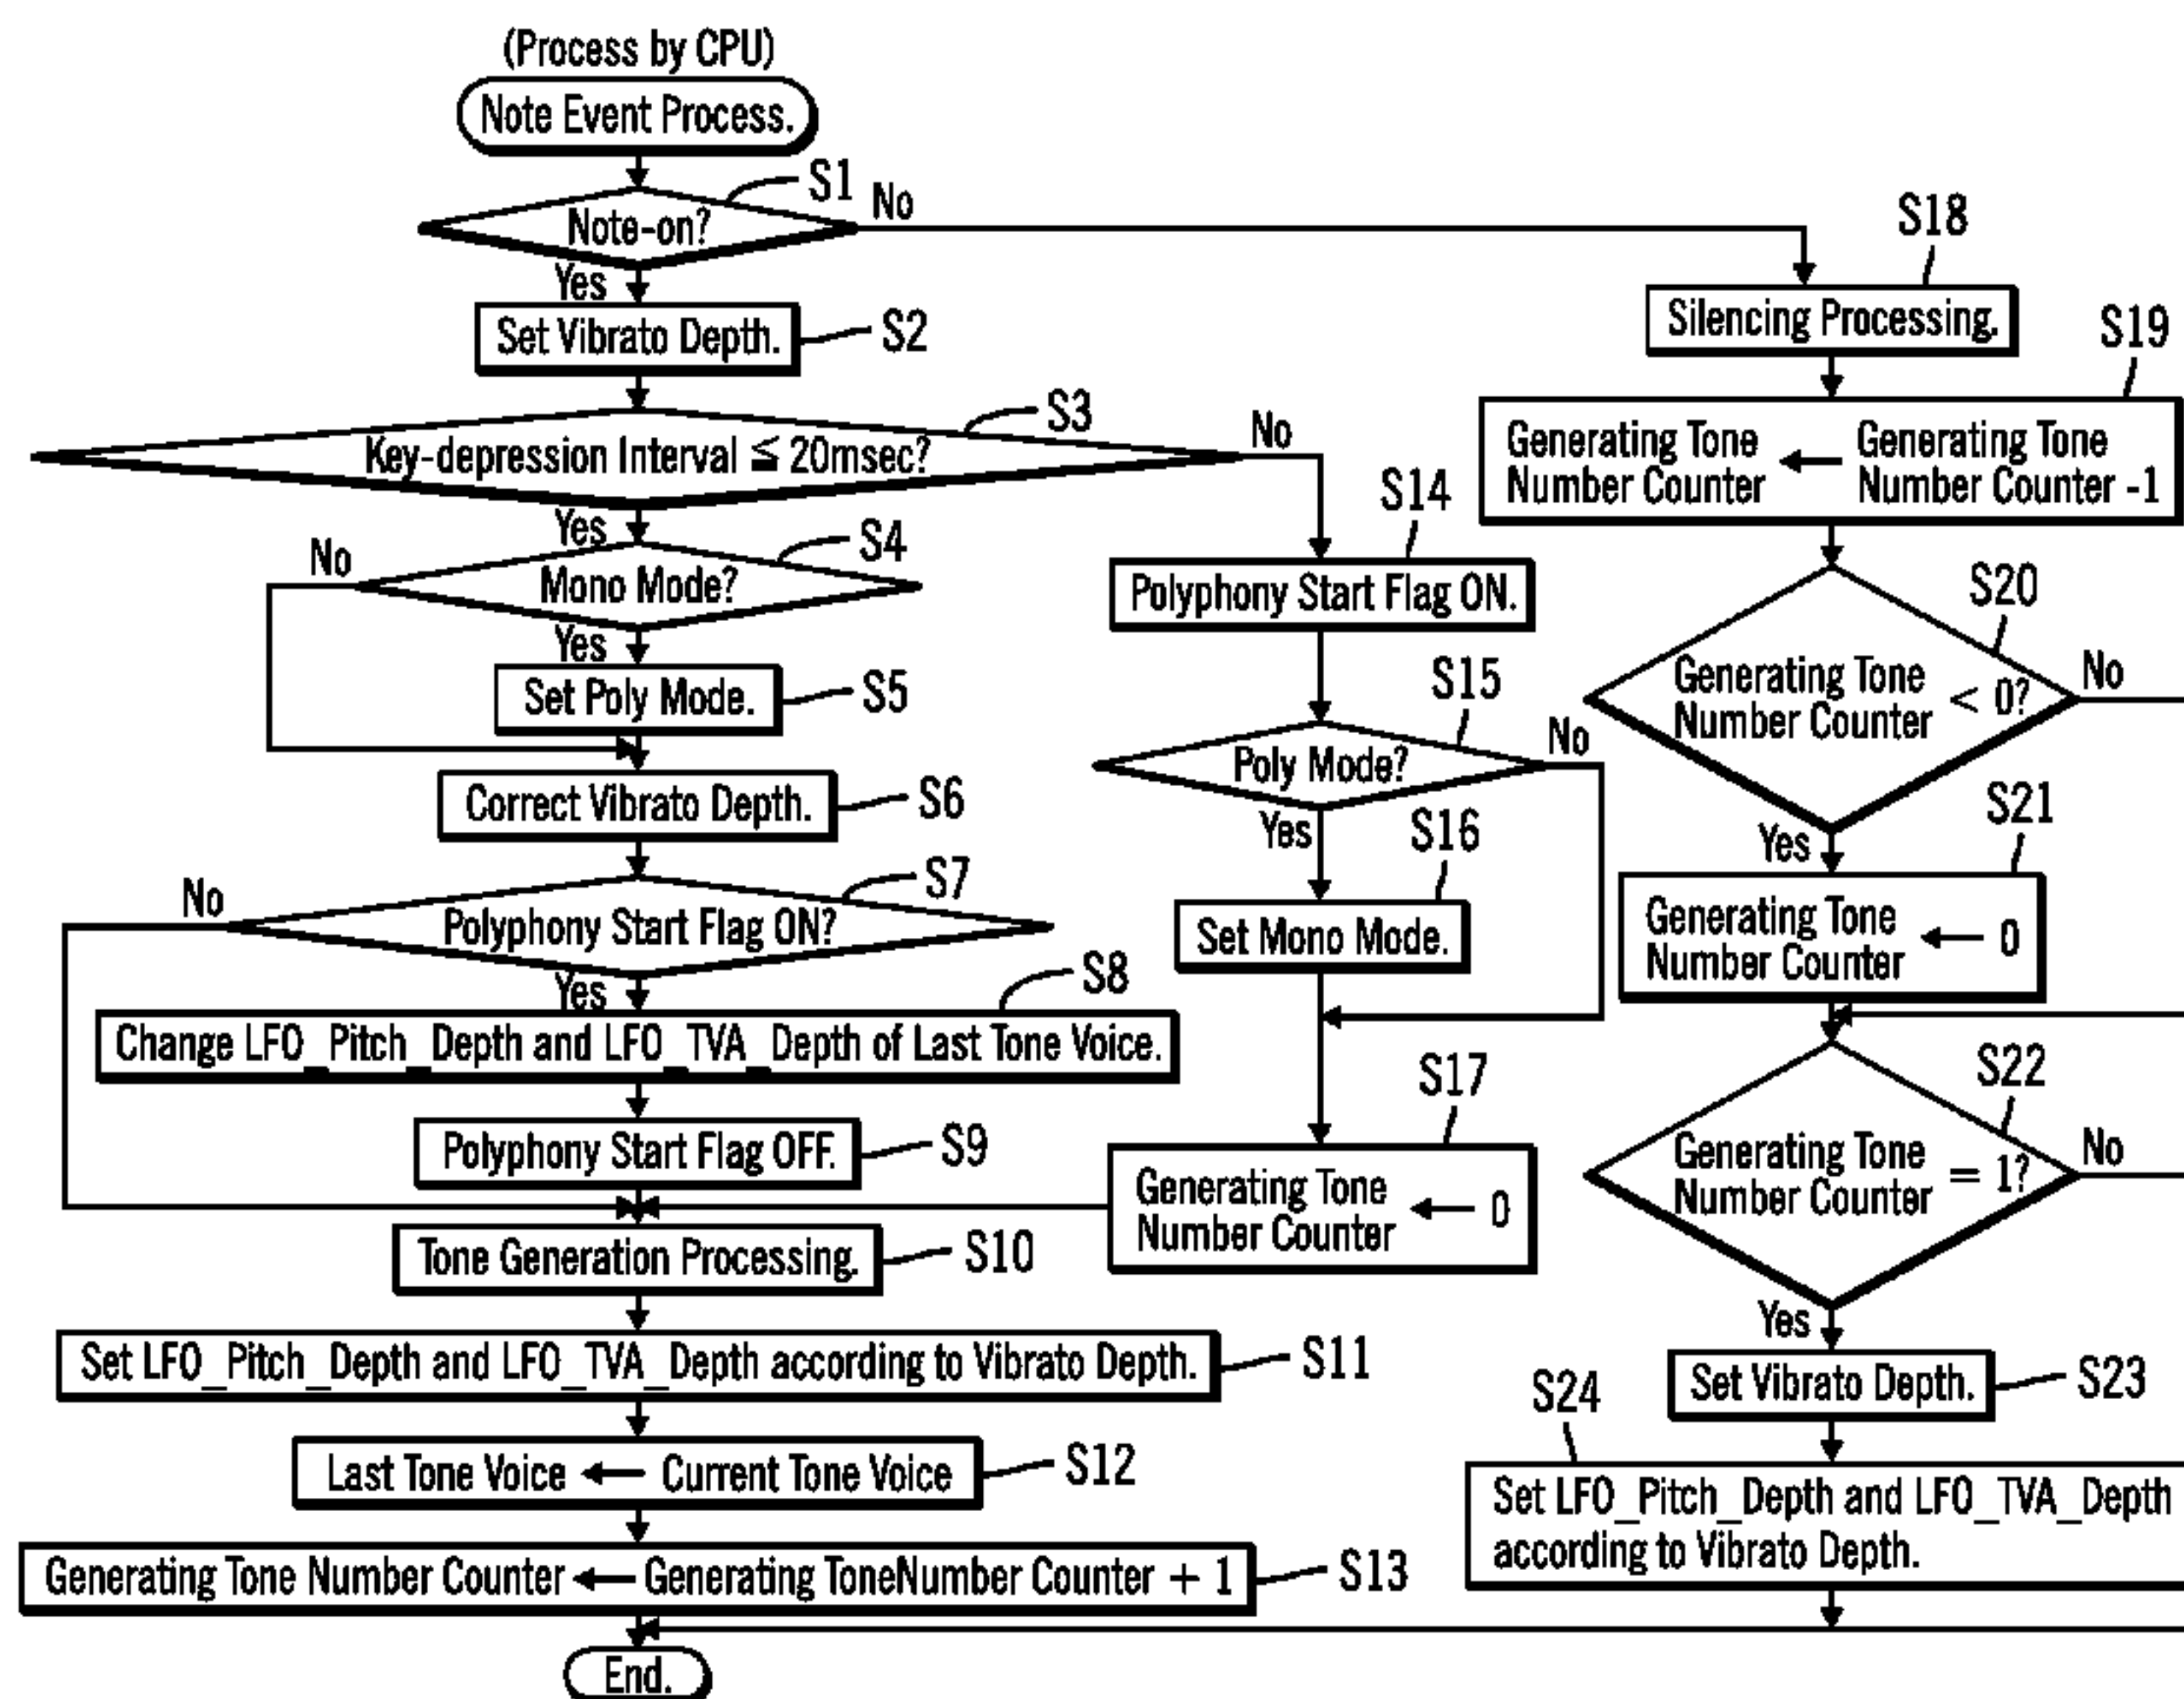 (Process by CPU)
Note Event Process.
S1
Note-on?
No
Yes
Set Vibrato Depth.
S2
S3
Key-depression Interval ≦ 20msec?
No
Yes
S4
No
Mono Mode?
Yes
Set Poly Mode.
S5
Correct Vibrato Depth.
S6
S7
No
Polyphony Start Flag ON?
Yes
S8
Change LFO_Pitch_Depth and LFO_TVA_Depth of Last Tone Voice.
Polyphony Start Flag OFF.
S9
Tone Generation Processing.
S10
Set LFO_Pitch_Depth and LFO_TVA_Depth according to Vibrato Depth.
S11
Last Tone Voice ← Current Tone Voice
S12
Generating Tone Number Counter ← Generating ToneNumber Counter + 1
S13
End.
S14
Polyphony Start Flag ON.
S15
Poly Mode?
No
Yes
S16
Set Mono Mode.
S17
Generating Tone
Number Counter ← 0
S18
Silencing Processing.
S19
Generating Tone ← Generating Tone
Number Counter Number Counter -1
S20
Generating Tone
Number Counter < 0?
No
Yes
S21
Generating Tone
Number Counter ← 0
S22
Generating Tone
Number Counter = 1?
No
Yes
Set Vibrato Depth.
S23
S24
Set LFO_Pitch_Depth and LFO_TVA_Depth
according to Vibrato Depth.